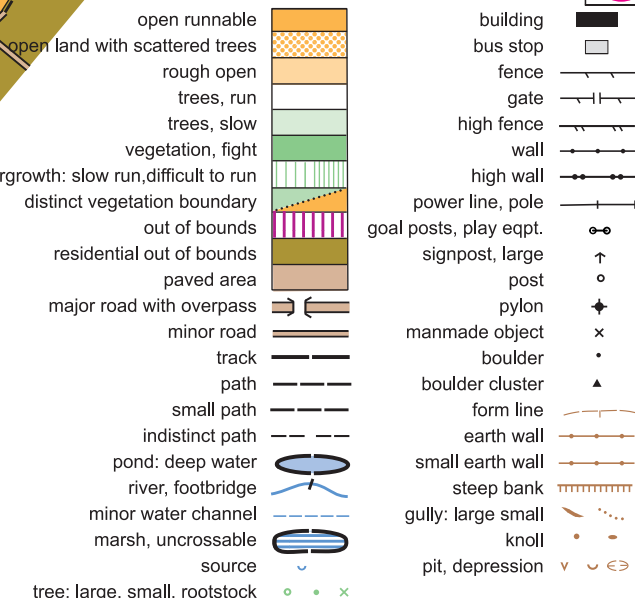 open runnable
open land with scattered trees
rough open
trees, run
trees, slow
vegetation, fight
rgrowth: slow run,difficult to run
distinct vegetation boundary
out of bounds
residential out of bounds
paved area
major road with overpass
minor road
track
path
small path
indistinct path
pond: deep water
river, footbridge
minor water channel
marsh, uncrossable
source
tree: large, small, rootstock
building
bus stop
fence
gate
high fence
wall
high wall
power line, pole
goal posts, play eqpt.
signpost, large
post
pylon
manmade object
boulder
boulder cluster
form line
earth wall
small earth wall
steep bank
gully: large small
knoll
pit, depression